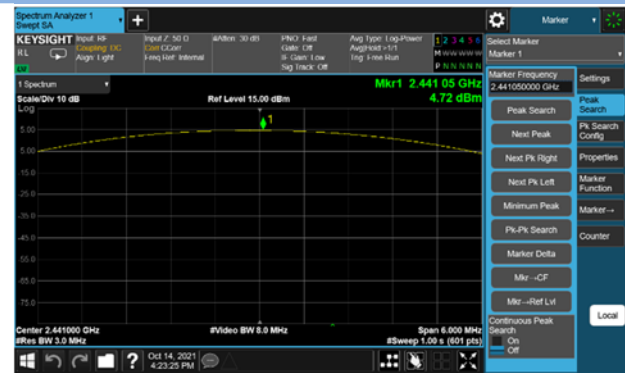 Spectrum Analyzer 1
Swept SA
+
Marker
KEYSIGHT
Input: RF
Coupling: DC
Align: Light
Input Z: 50 Ω
Corr CCorr
Freq Ref: Internal
#Atten: 30 dB
PNO: Fast
Gate: Off
IF Gain: Low
Sig Track: Off
Avg Type: Log-Power
Avg|Hold >1/1
Trig: Free Run
1 2 3 4 5 6
M W W W W W
P N N N N N
RL
Select Marker
Marker 1
1 Spectrum
Mkr1 2.441 05 GHz
4.72 dBm
Scale/Div 10 dB
Ref Level 15.00 dBm
Log
1
5.00
5.00
-15.0
-25.0
-35.0
-45.0
-55.0
-65.0
-75.0
Center 2.441000 GHz
#Video BW 8.0 MHz
Span 6.000 MHz
#Res BW 3.0 MHz
#Sweep 1.00 s (601 pts)
Marker Frequency
2.441050000 GHz
Peak Search
Next Peak
Next Pk Right
Next Pk Left
Minimum Peak
Pk-Pk Search
Marker Delta
Mkr→CF
Mkr→Ref Lvl
Continuous Peak
Search
On
Off
Settings
Peak
Search
Pk Search
Config
Properties
Marker
Function
Marker→
Counter
Local
?
Oct 14, 2021
4:23:25 PM